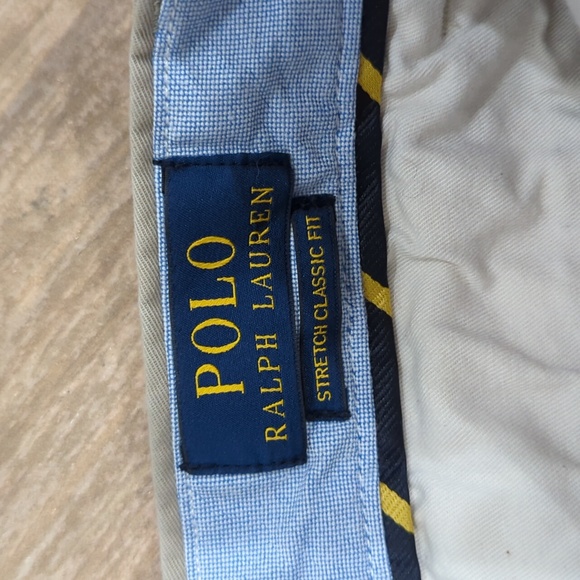 POLO
RALPH LAUREN
STRETCH CLASSIC FIT